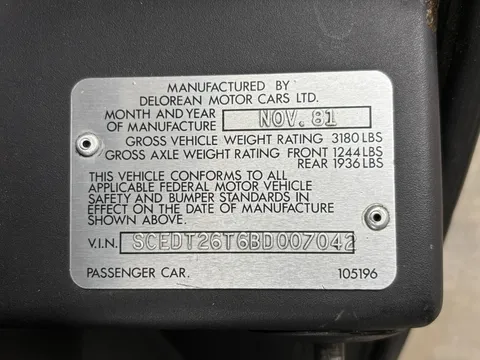 MANUFACTURED BY
DELOREAN MOTOR CARS LTD.
MONTH AND YEAR
OF MANUFACTURE NOV. 81
GROSS VEHICLE WEIGHT RATING 3180 LBS
GROSS AXLE WEIGHT RATING FRONT 1244 LBS
REAR 1936 LBS
THIS VEHICLE CONFORMS TO ALL
APPLICABLE FEDERAL MOTOR VEHICLE
SAFETY AND BUMPER STANDARDS IN
EFFECT ON THE DATE OF MANUFACTURE
SHOWN ABOVE.
V.I.N. SCEDT26T6BD007042
PASSENGER CAR. 105196